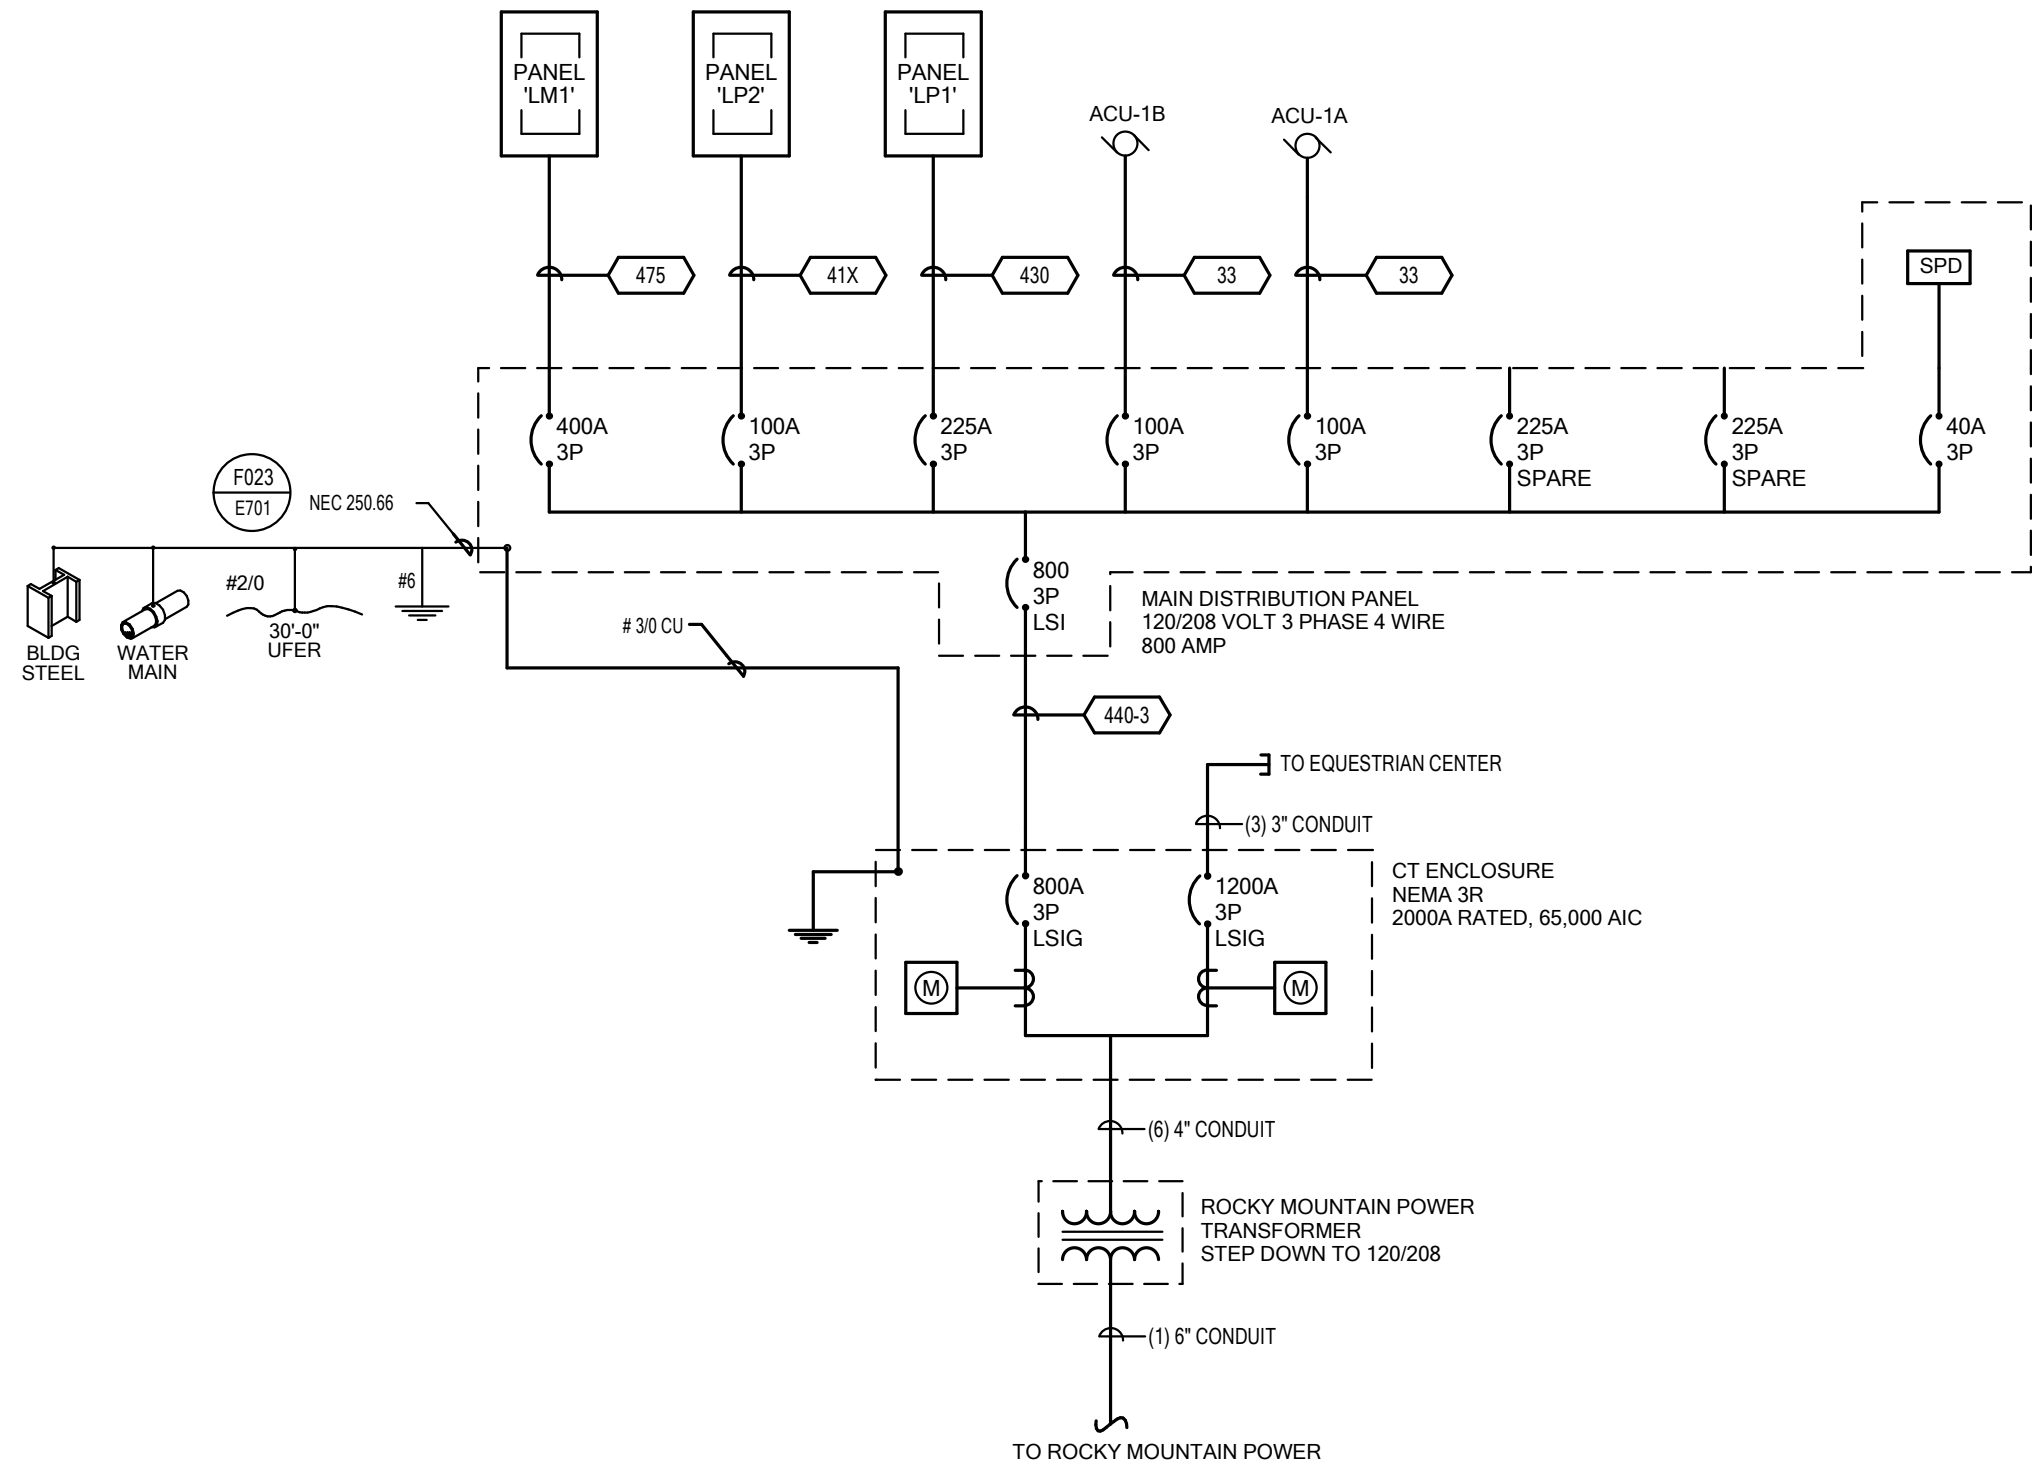 PANEL
'LM1'
PANEL
'LP2'
PANEL
'LP1'
ACU-1B
ACU-1A
475
41X
430
33
33
SPD
400A
3P
100A
3P
225A
3P
100A
3P
100A
3P
225A
3P
SPARE
225A
3P
SPARE
40A
3P
F023
E701
NEC 250.66
#2/0
#6
30'-0"
UFER
BLDG
STEEL
WATER
MAIN
# 3/0 CU
800
3P
LSI
MAIN DISTRIBUTION PANEL
120/208 VOLT 3 PHASE 4 WIRE
800 AMP
440-3
TO EQUESTRIAN CENTER
(3) 3" CONDUIT
800A
3P
LSIG
1200A
3P
LSIG
CT ENCLOSURE
NEMA 3R
2000A RATED, 65,000 AIC
M
M
(6) 4" CONDUIT
ROCKY MOUNTAIN POWER
TRANSFORMER
STEP DOWN TO 120/208
(1) 6" CONDUIT
TO ROCKY MOUNTAIN POWER